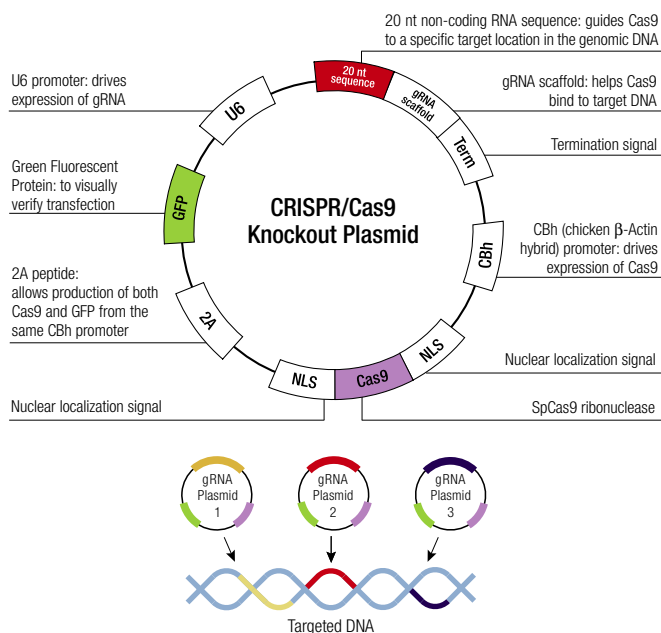 20 nt non-coding RNA sequence: guides Cas9
to a specific target location in the genomic DNA
U6 promoter: drives
expression of gRNA
20 nt
sequence
gRNA
scaffold
gRNA scaffold: helps Cas9
bind to target DNA
U6
Term
Termination signal
Green Fluorescent
Protein: to visually
verify transfection
GFP
CRISPR/Cas9
Knockout Plasmid
CBh
CBh (chicken β-Actin
hybrid) promoter: drives
expression of Cas9
2A peptide:
allows production of both
Cas9 and GFP from the
same CBh promoter
2A
NLS
Cas9
NLS
Nuclear localization signal
Nuclear localization signal
SpCas9 ribonuclease
gRNA
Plasmid
1
gRNA
Plasmid
2
gRNA
Plasmid
3
Targeted DNA